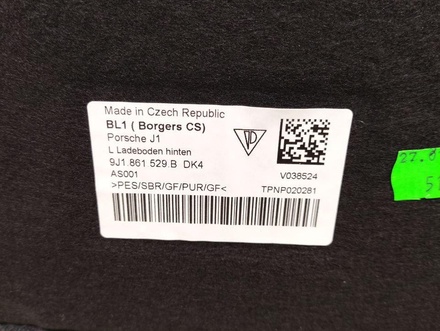 Made in Czech Republic
BL1 ( Borgers CS)
Porsche J1
L Ladeboden hinten
9J1.861.529.B DK4
AS001
V038524
>PES/SBR/GF/PUR/GF<
TPNP020281